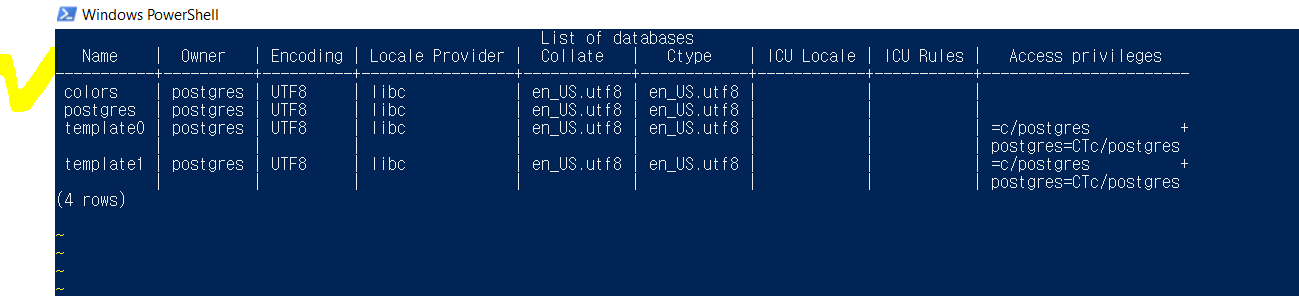 Windows PowerShell
List of databases
Name | Owner | Encoding | Locale Provider | Collate | Ctype | ICU Locale | ICU Rules | Access privileges
-----------+----------+----------+-----------------+------------+------------+------------+-----------+-----------------------
colors | postgres | UTF8 | libc | en_US.utf8 | en_US.utf8 | | |
postgres | postgres | UTF8 | libc | en_US.utf8 | en_US.utf8 | | |
template0 | postgres | UTF8 | libc | en_US.utf8 | en_US.utf8 | | | =c/postgres +
| | | | | | | | postgres=CTc/postgres
template1 | postgres | UTF8 | libc | en_US.utf8 | en_US.utf8 | | | =c/postgres +
| | | | | | | | postgres=CTc/postgres
(4 rows)
~
~
~
~